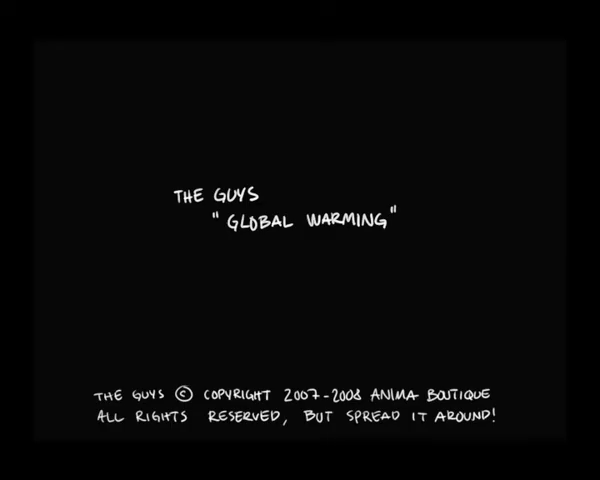 THE GUYS
"GLOBAL WARMING"
THE GUYS © COPYRIGHT 2007-2008 ANIMA BOUTIQUE
ALL RIGHTS RESERVED, BUT SPREAD IT AROUND!